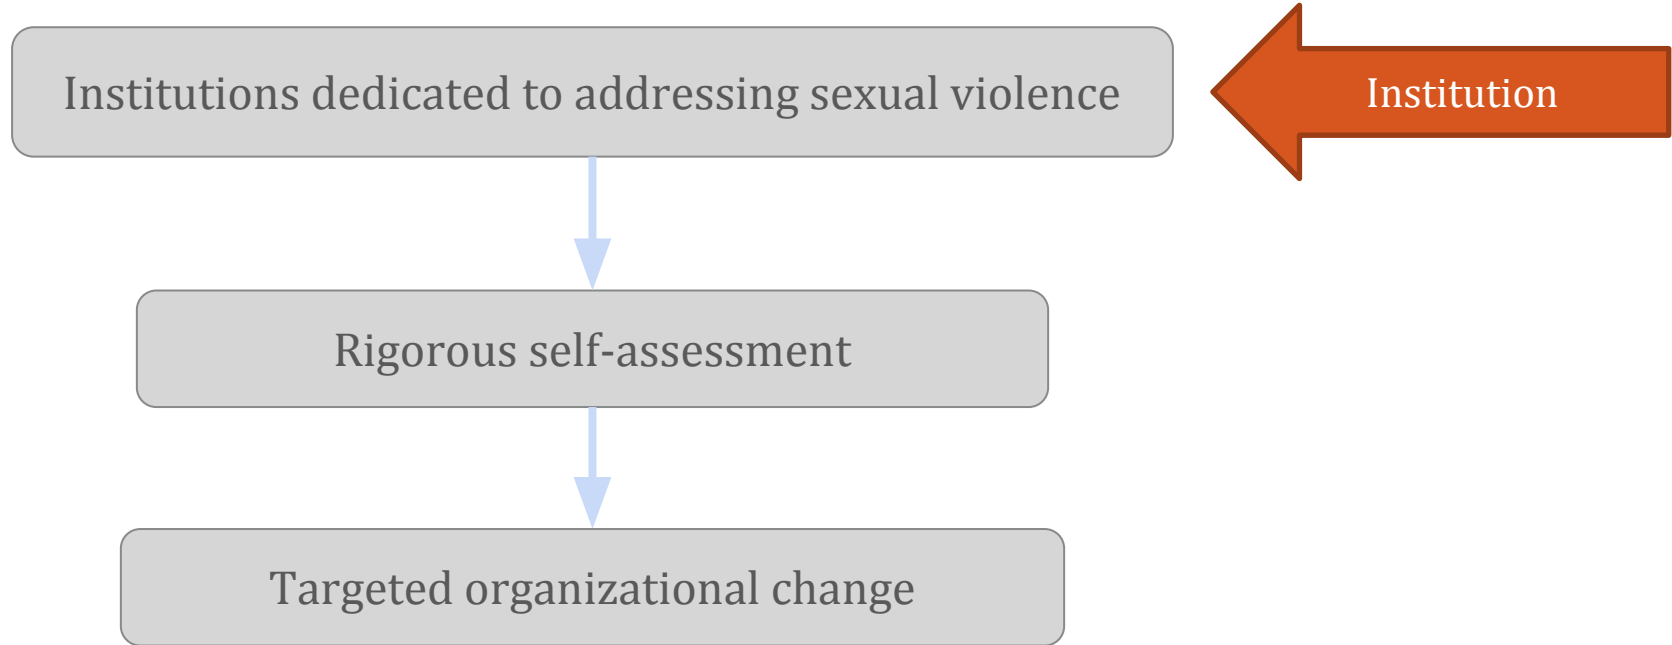 Institutions dedicated to addressing sexual violence
Institution
Rigorous self-assessment
Targeted organizational change